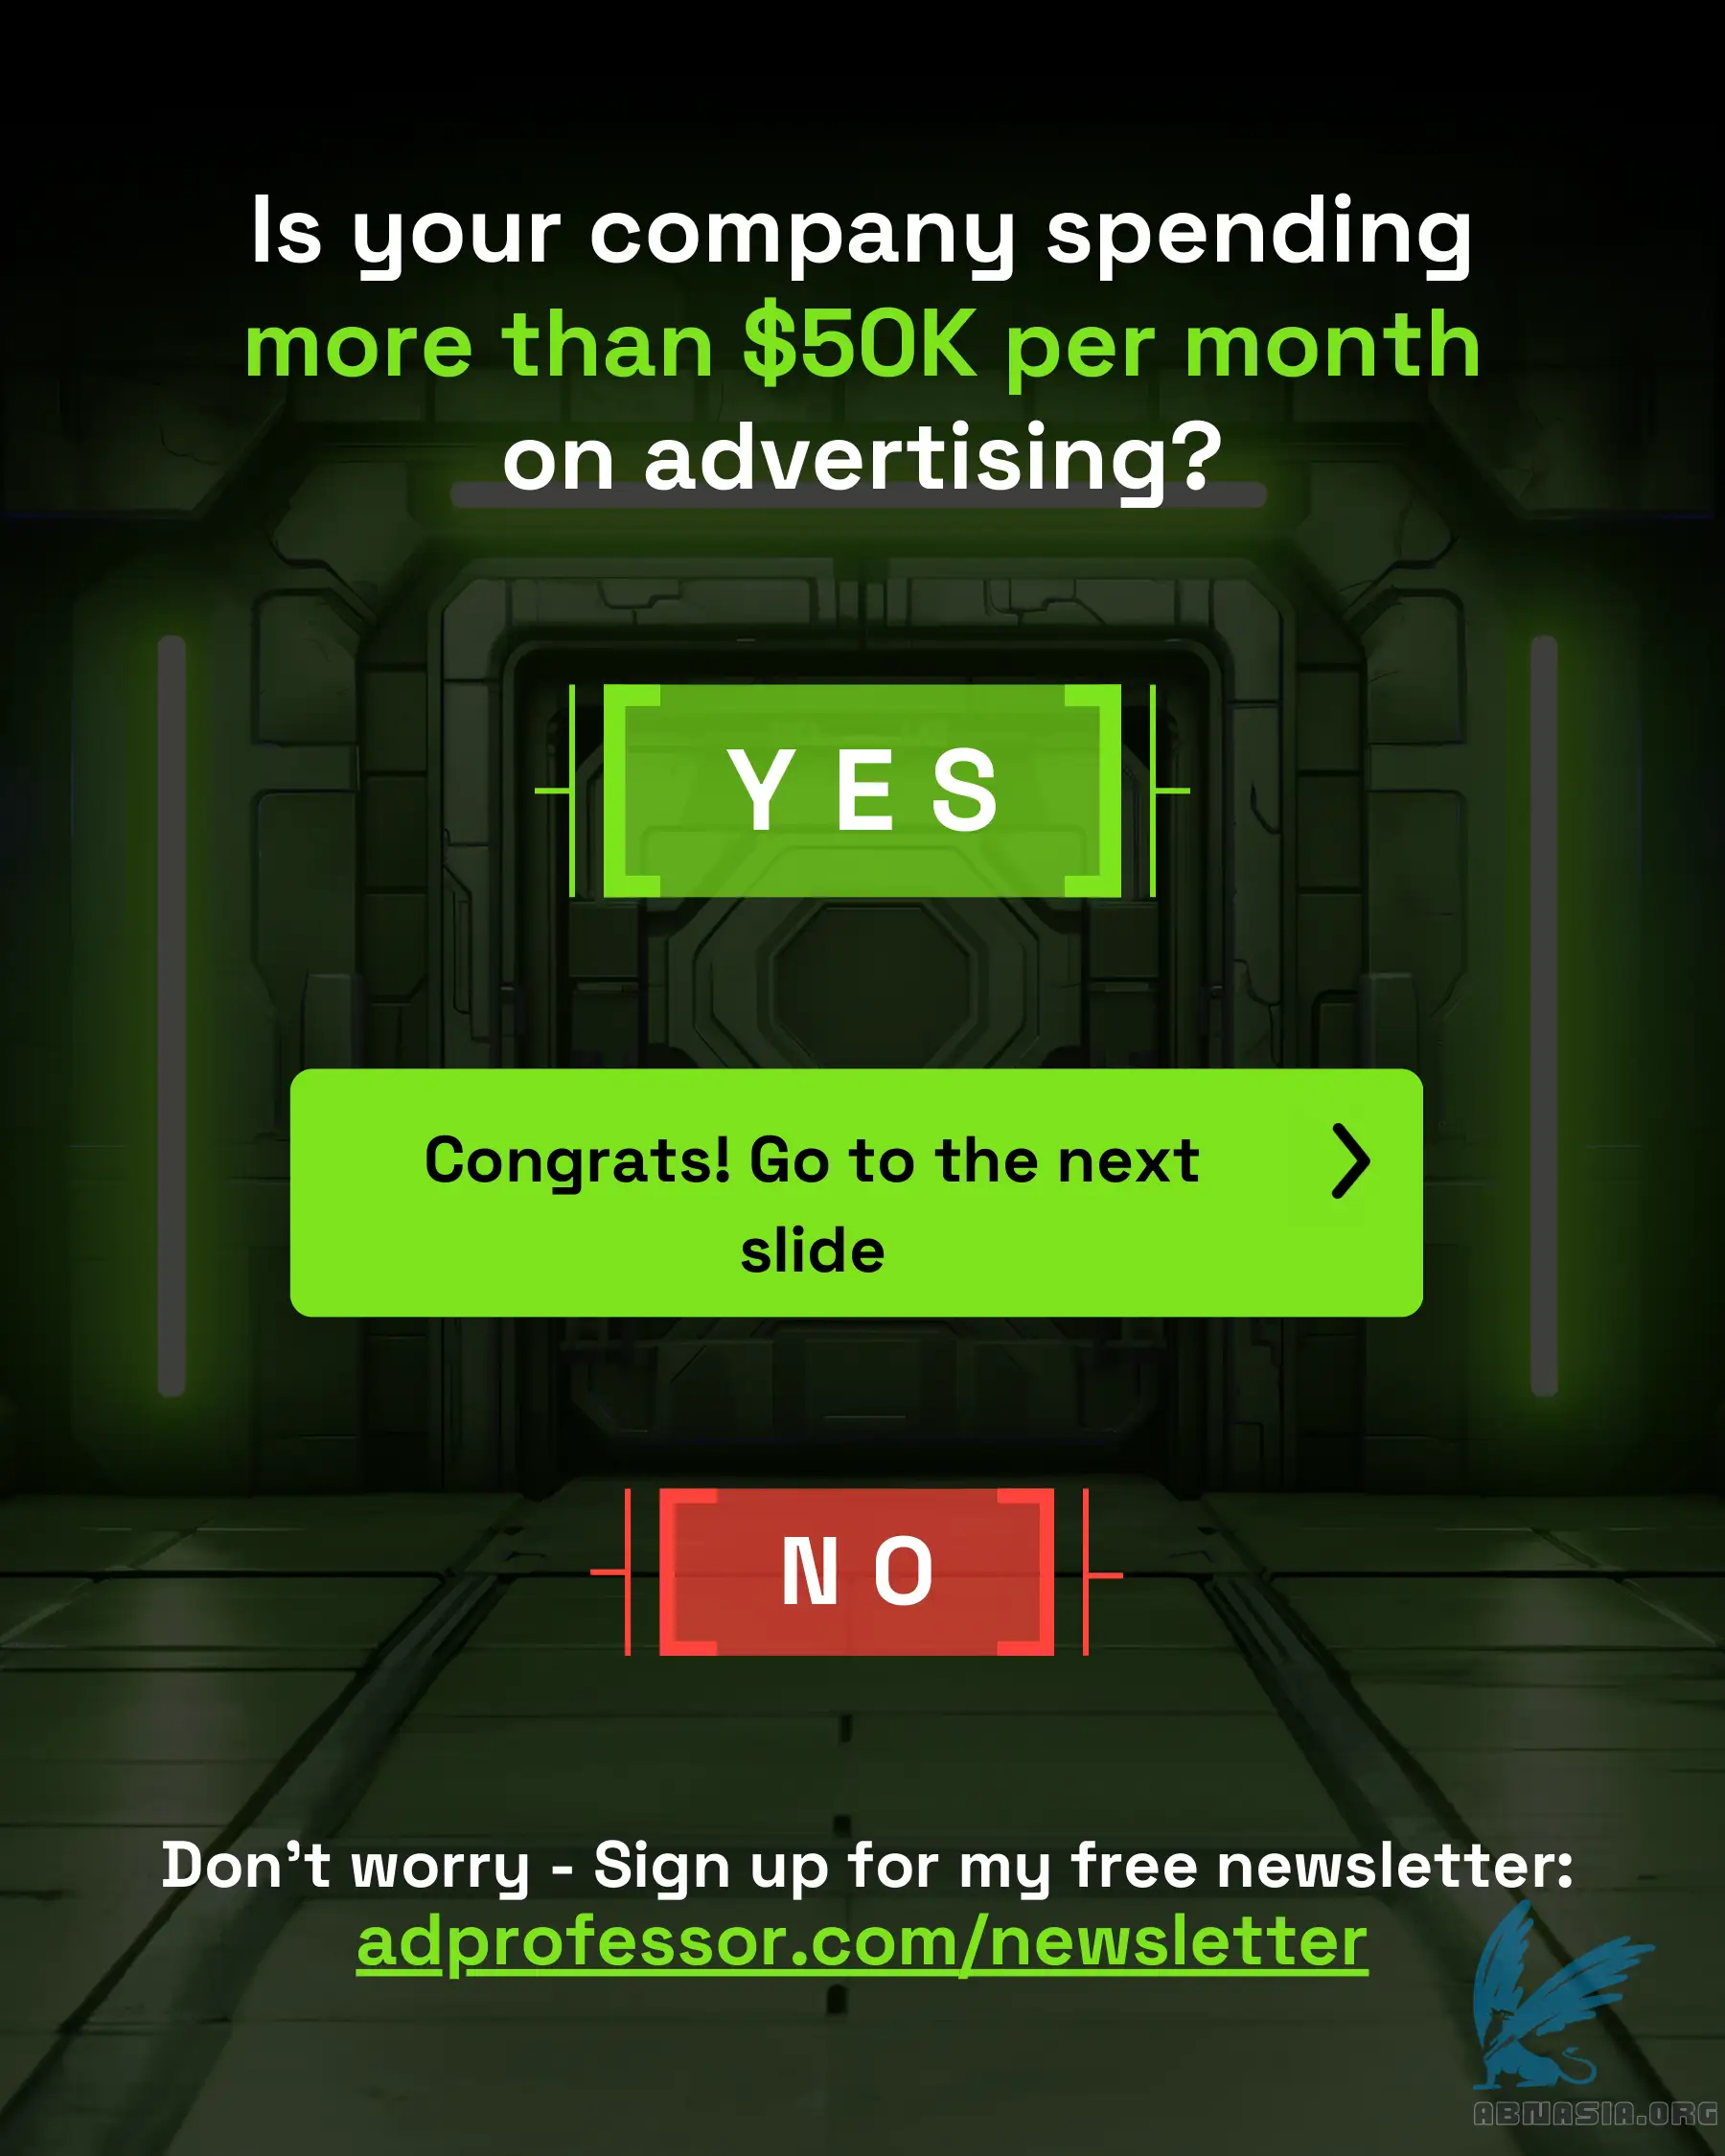 Is your company spending
more than $50K per month
on advertising?
YES
Congrats! Go to the next
slide
NO
Don't worry - Sign up for my free newsletter:
adprofessor.com/newsletter
ABNASIA.ORG